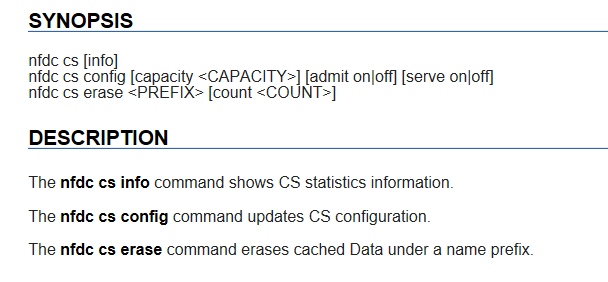 SYNOPSIS
nfdc cs [info]
nfdc cs config [capacity <CAPACITY>] [admit on|off] [serve on|off]
nfdc cs erase <PREFIX> [count <COUNT>]
DESCRIPTION
The nfdc cs info command shows CS statistics information.
The nfdc cs config command updates CS configuration.
The nfdc cs erase command erases cached Data under a name prefix.